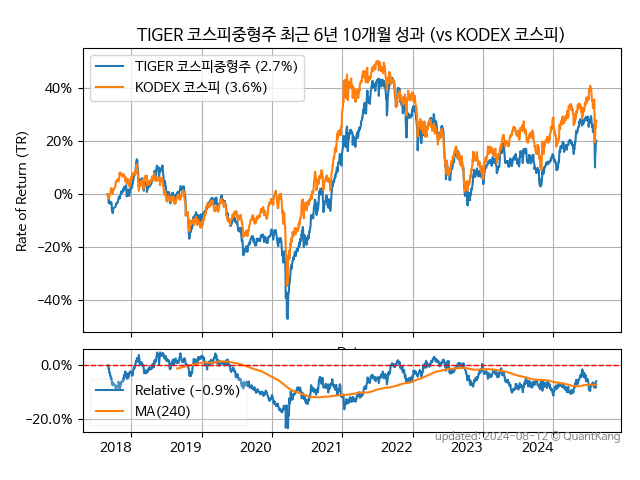 TIGER 코스피중형주 최근 6년 10개월 성과 (vs KODEX 코스피)
TIGER 코스피중형주 (2.7%)
KODEX 코스피 (3.6%)
Rate of Return (TR)
40%
20%
0%
−20%
−40%
0.0%
−20.0%
Relative (−0.9%)
MA(240)
2018 2019 2020 2021 2022 2023 2024
updated: 2024-08-12 © QuantKang